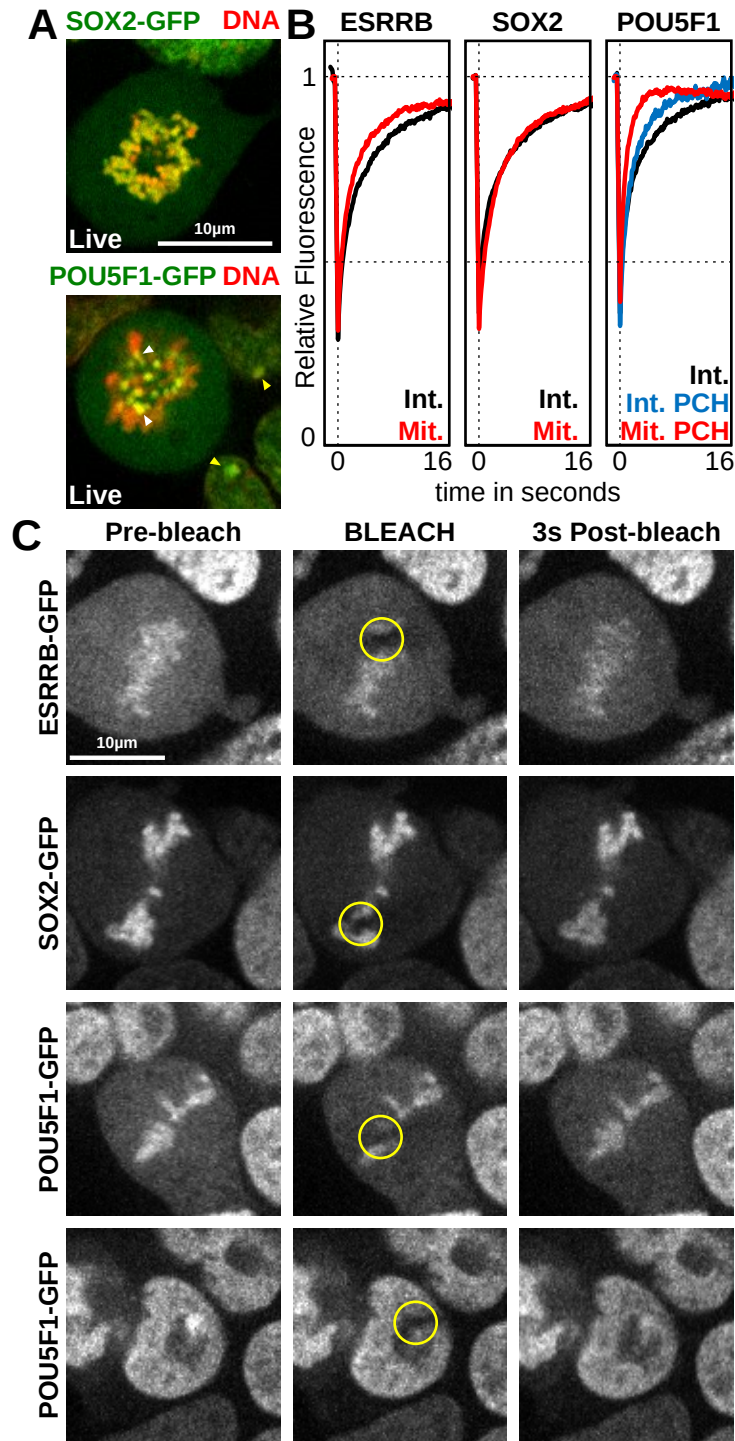 A
SOX2-GFP DNA
Live
10µm
POU5F1-GFP DNA
Live
B
ESRRB SOX2 POU5F1
Relative Fluorescence
1
0
Int.
Mit.
Int.
Mit.
Int.
Int. PCH
Mit. PCH
0 16 0 16 0 16
time in seconds
C
Pre-bleach BLEACH 3s Post-bleach
ESRRB-GFP
10µm
SOX2-GFP
POU5F1-GFP
POU5F1-GFP